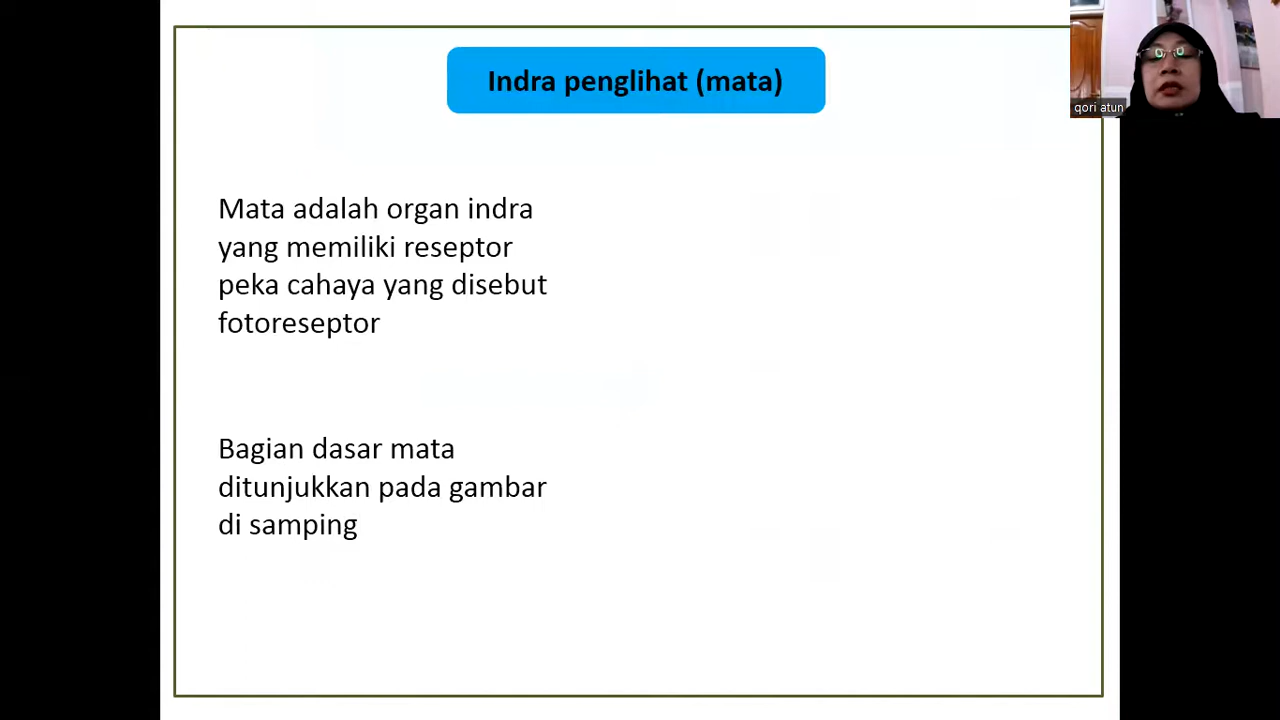 Indra penglihat (mata)
qori atun
Mata adalah organ indra
yang memiliki reseptor
peka cahaya yang disebut
fotoreseptor
Bagian dasar mata
ditunjukkan pada gambar
di samping